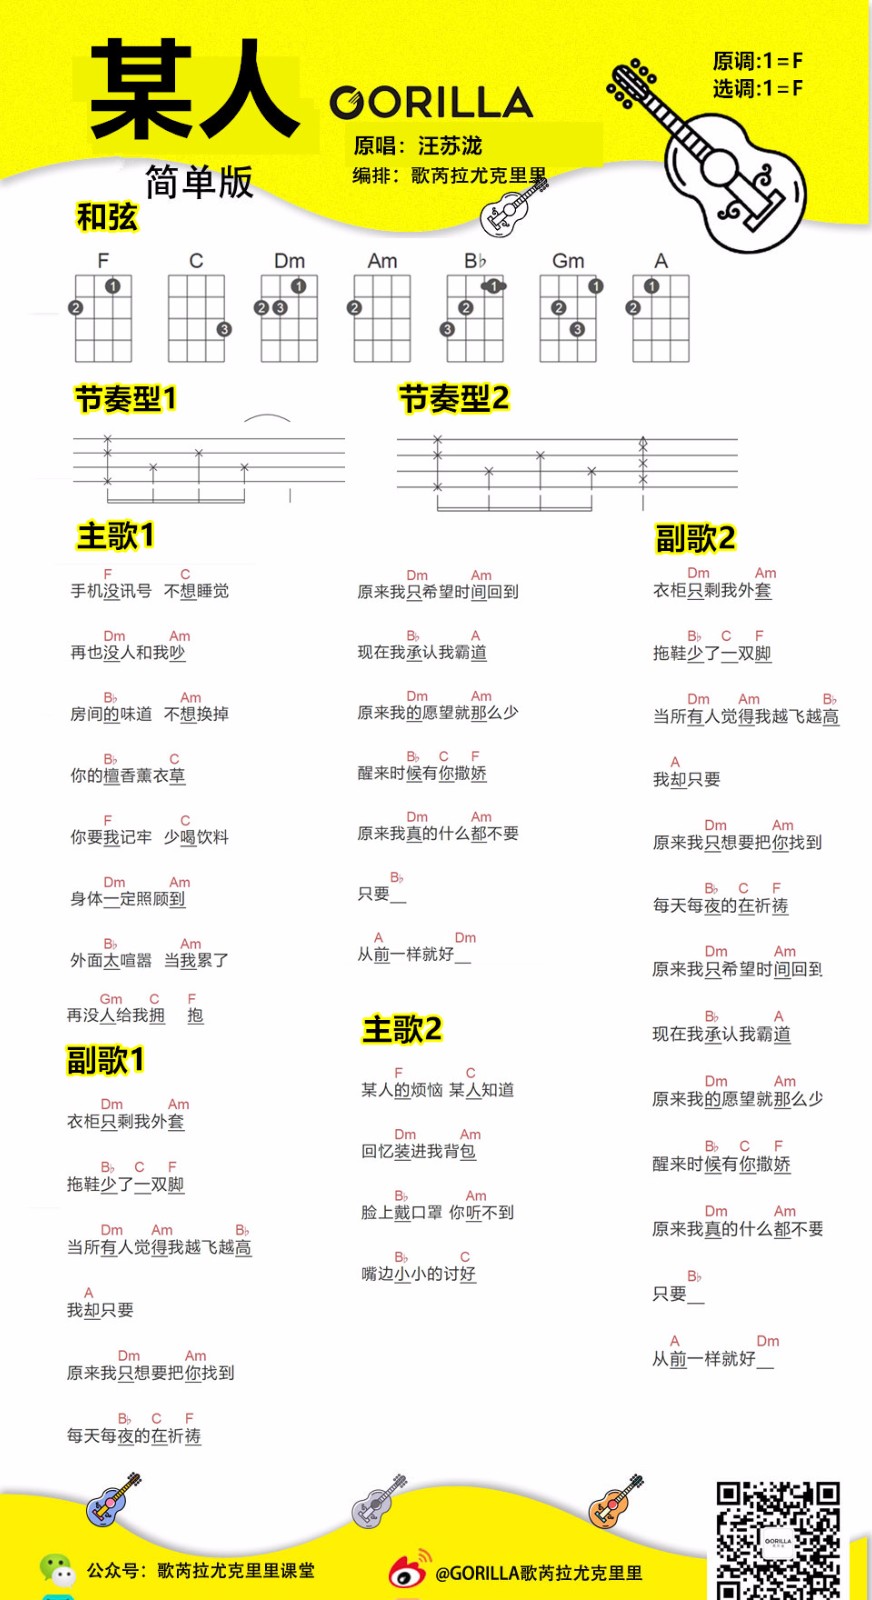 某人
GORILLA
原调:1=F
选调:1=F
原唱：汪苏泷
简单版
编排：歌芮拉尤克里里
和弦
F C Dm Am B♭ Gm A
1 2 3 1 2 3 2 1 2 3 1 2 3 1 2
节奏型1 节奏型2
主歌1
F C
手机没讯号 不想睡觉
Dm Am
再也没人和我吵
B♭ Am
房间的味道 不想换掉
B♭ C
你的檀香薰衣草
F C
你要我记牢 少喝饮料
Dm Am
身体一定照顾到
B♭ Am
外面太喧嚣 当我累了
Gm C F
再没人给我拥 抱
副歌1
Dm Am
衣柜只剩我外套
B♭ C F
拖鞋少了一双脚
Dm Am B♭
当所有人觉得我越飞越高
A
我却只要
Dm Am
原来我只想要把你找到
B♭ C F
每天每夜的在祈祷
Dm Am
原来我只希望时间回到
B♭ A
现在我承认我霸道
Dm Am
原来我的愿望就那么少
B♭ C F
醒来时候有你撒娇
Dm Am
原来我真的什么都不要
B♭
只要__
A Dm
从前一样就好__
主歌2
F C
某人的烦恼 某人知道
Dm Am
回忆装进我背包
B♭ Am
脸上戴口罩 你听不到
B♭ C
嘴边小小的讨好
副歌2
Dm Am
衣柜只剩我外套
B♭ C F
拖鞋少了一双脚
Dm Am B♭
当所有人觉得我越飞越高
A
我却只要
Dm Am
原来我只想要把你找到
B♭ C F
每天每夜的在祈祷
Dm Am
原来我只希望时间回到
B♭ A
现在我承认我霸道
Dm Am
原来我的愿望就那么少
B♭ C F
醒来时候有你撒娇
Dm Am
原来我真的什么都不要
B♭
只要__
A Dm
从前一样就好__
公众号：歌芮拉尤克里里课堂
@GORILLA歌芮拉尤克里里
GORILLA